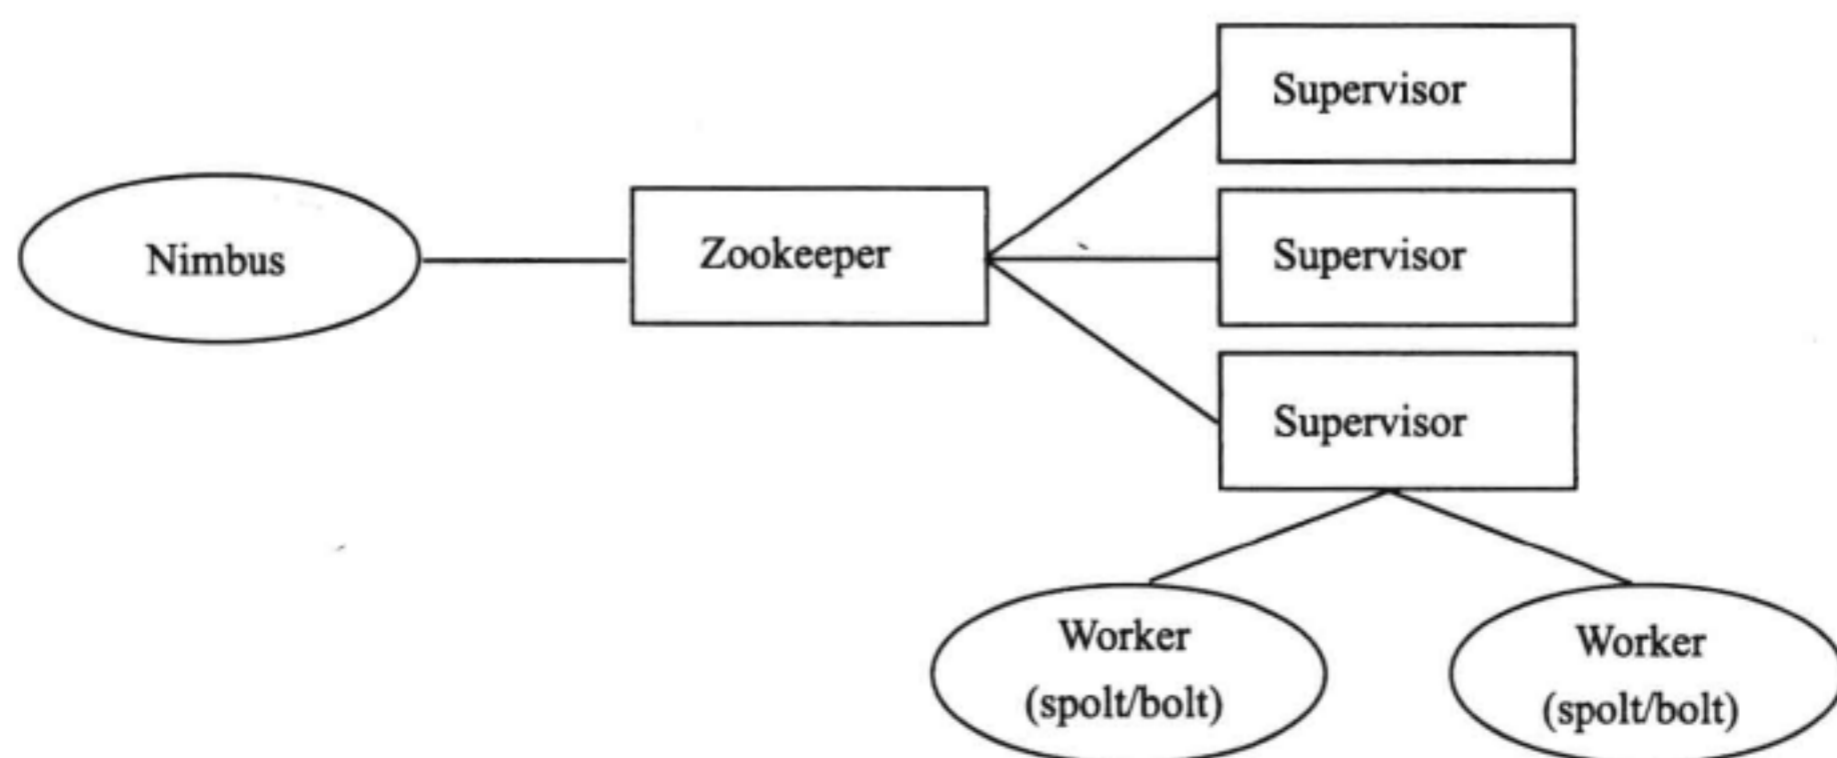 Supervisor
Nimbus
Zookeeper
Supervisor
Supervisor
Worker
(spolt/bolt)
Worker
(spolt/bolt)